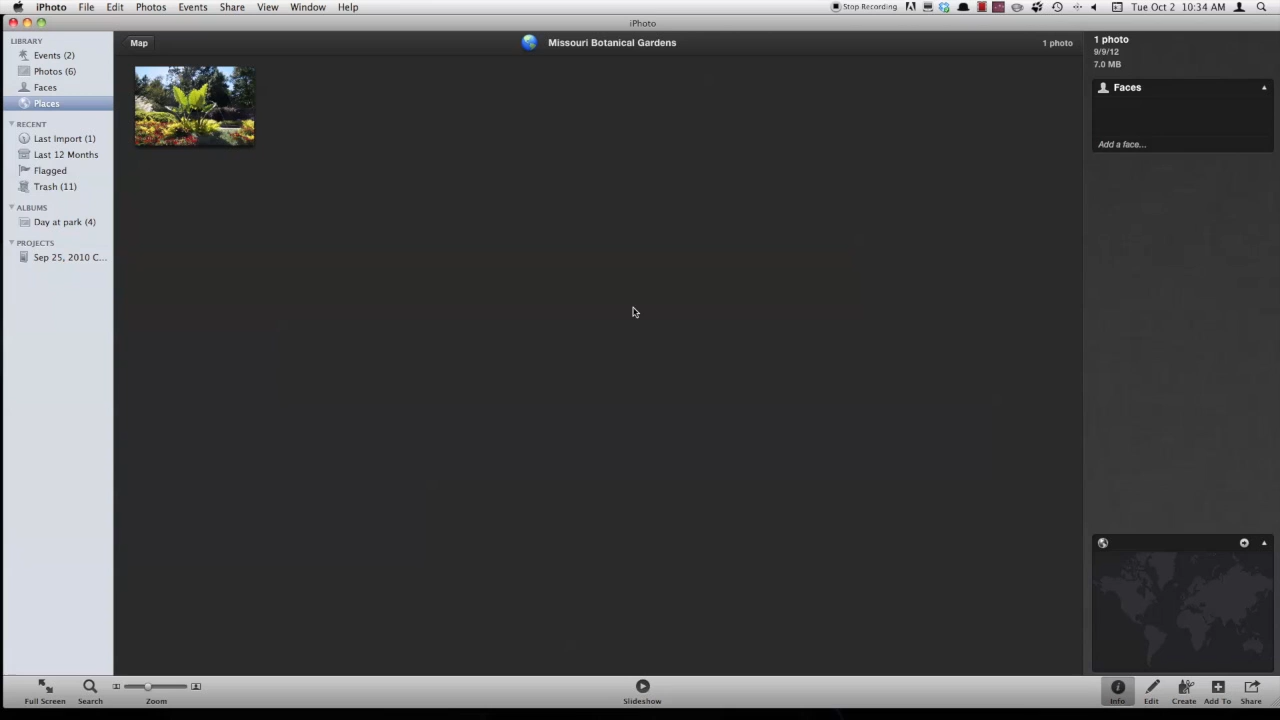 iPhoto File Edit Photos Events Share View Window Help Stop Recording Tue Oct 2 10:34 AM
iPhoto
LIBRARY
Events (2)
Photos (6)
Faces
Places
RECENT
Last Import (1)
Last 12 Months
Flagged
Trash (11)
ALBUMS
Day at park (4)
PROJECTS
Sep 25, 2010 C...
Map Missouri Botanical Gardens 1 photo
1 photo
9/9/12
7.0 MB
Faces
Add a face...
Full Screen Search Zoom Slideshow Info Edit Create Add To Share